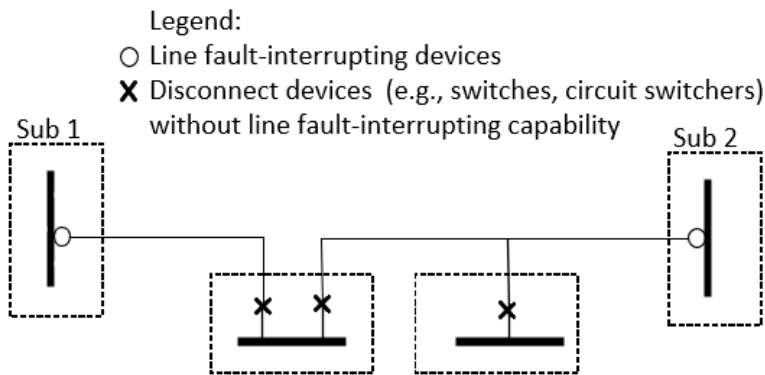 Legend:
Line fault-interrupting devices
Disconnect devices (e.g., switches, circuit switchers)
without line fault-interrupting capability
Sub 1
Sub 2